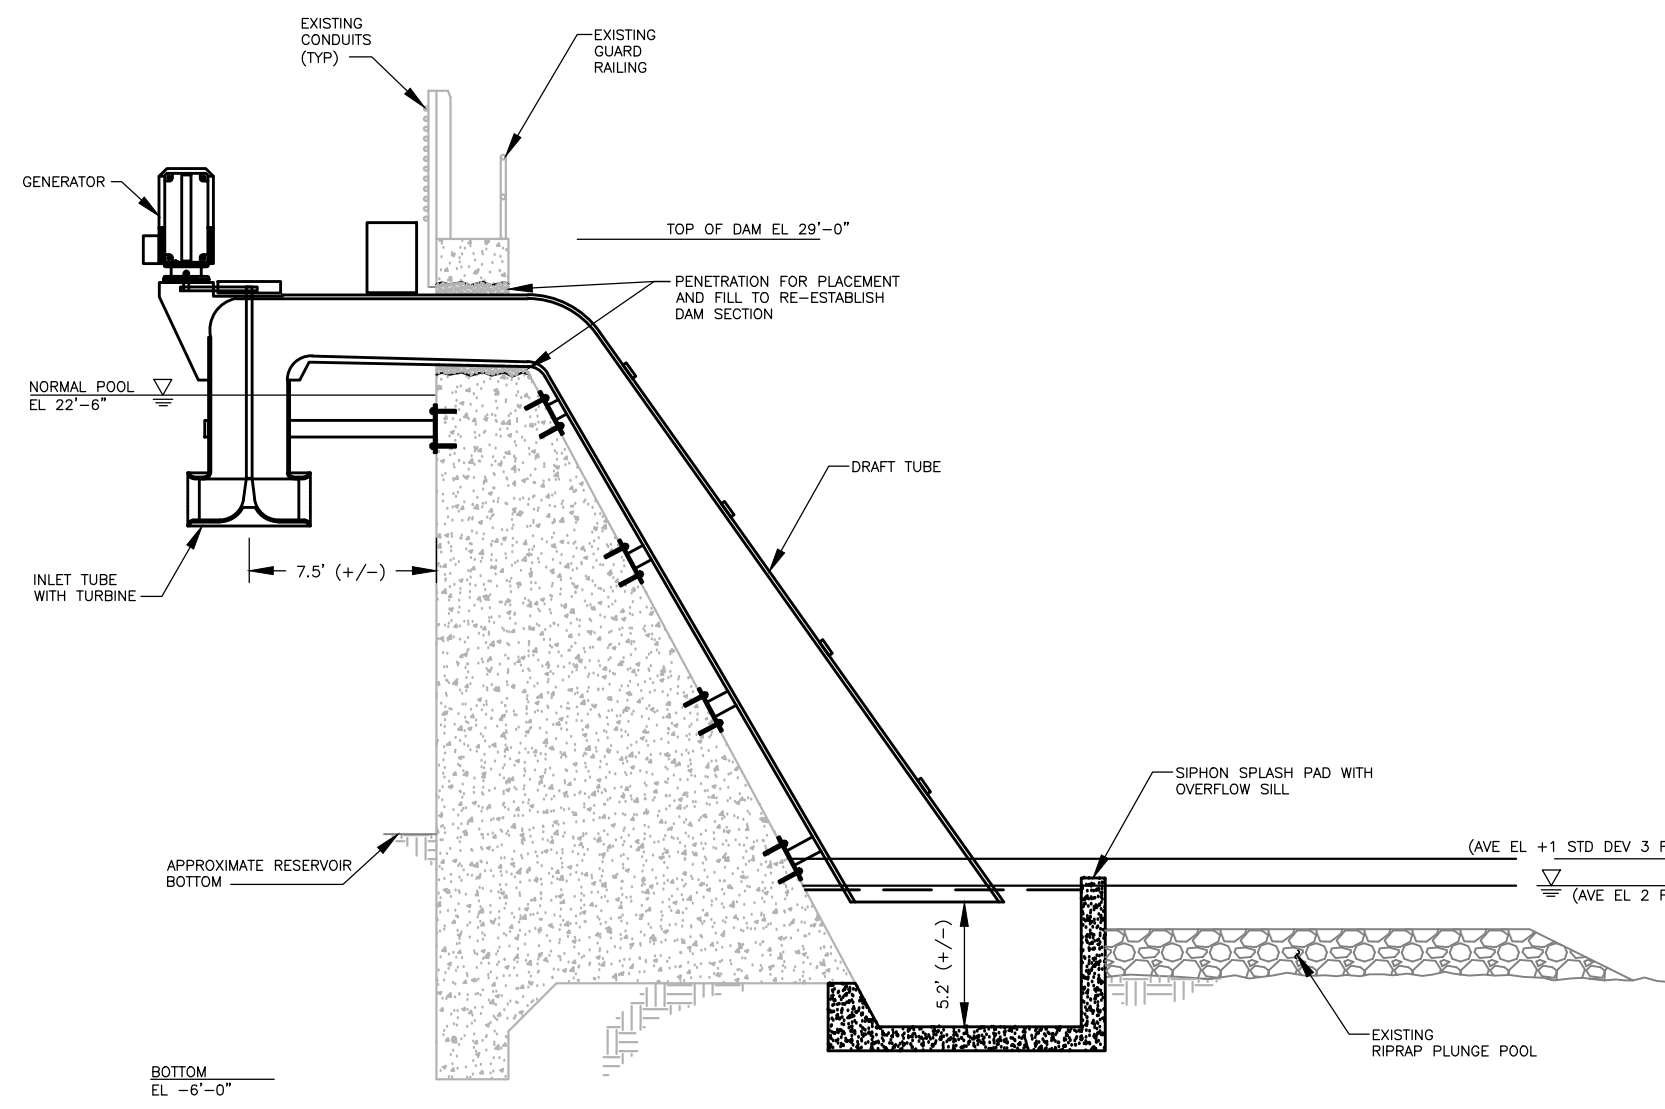 EXISTING
CONDUITS
(TYP)
EXISTING
GUARD
RAILING
GENERATOR
TOP OF DAM EL 29'-0"
PENETRATION FOR PLACEMENT
AND FILL TO RE-ESTABLISH
DAM SECTION
NORMAL POOL
EL 22'-6"
DRAFT TUBE
7.5' (+/-)
INLET TUBE
WITH TURBINE
SIPHON SPLASH PAD WITH
OVERFLOW SILL
(AVE EL +1 STD DEV 3 F
APPROXIMATE RESERVOIR
BOTTOM
(AVE EL 2 F
5.2' (+/-)
EXISTING
RIPRAP PLUNGE POOL
BOTTOM
EL -6'-0"